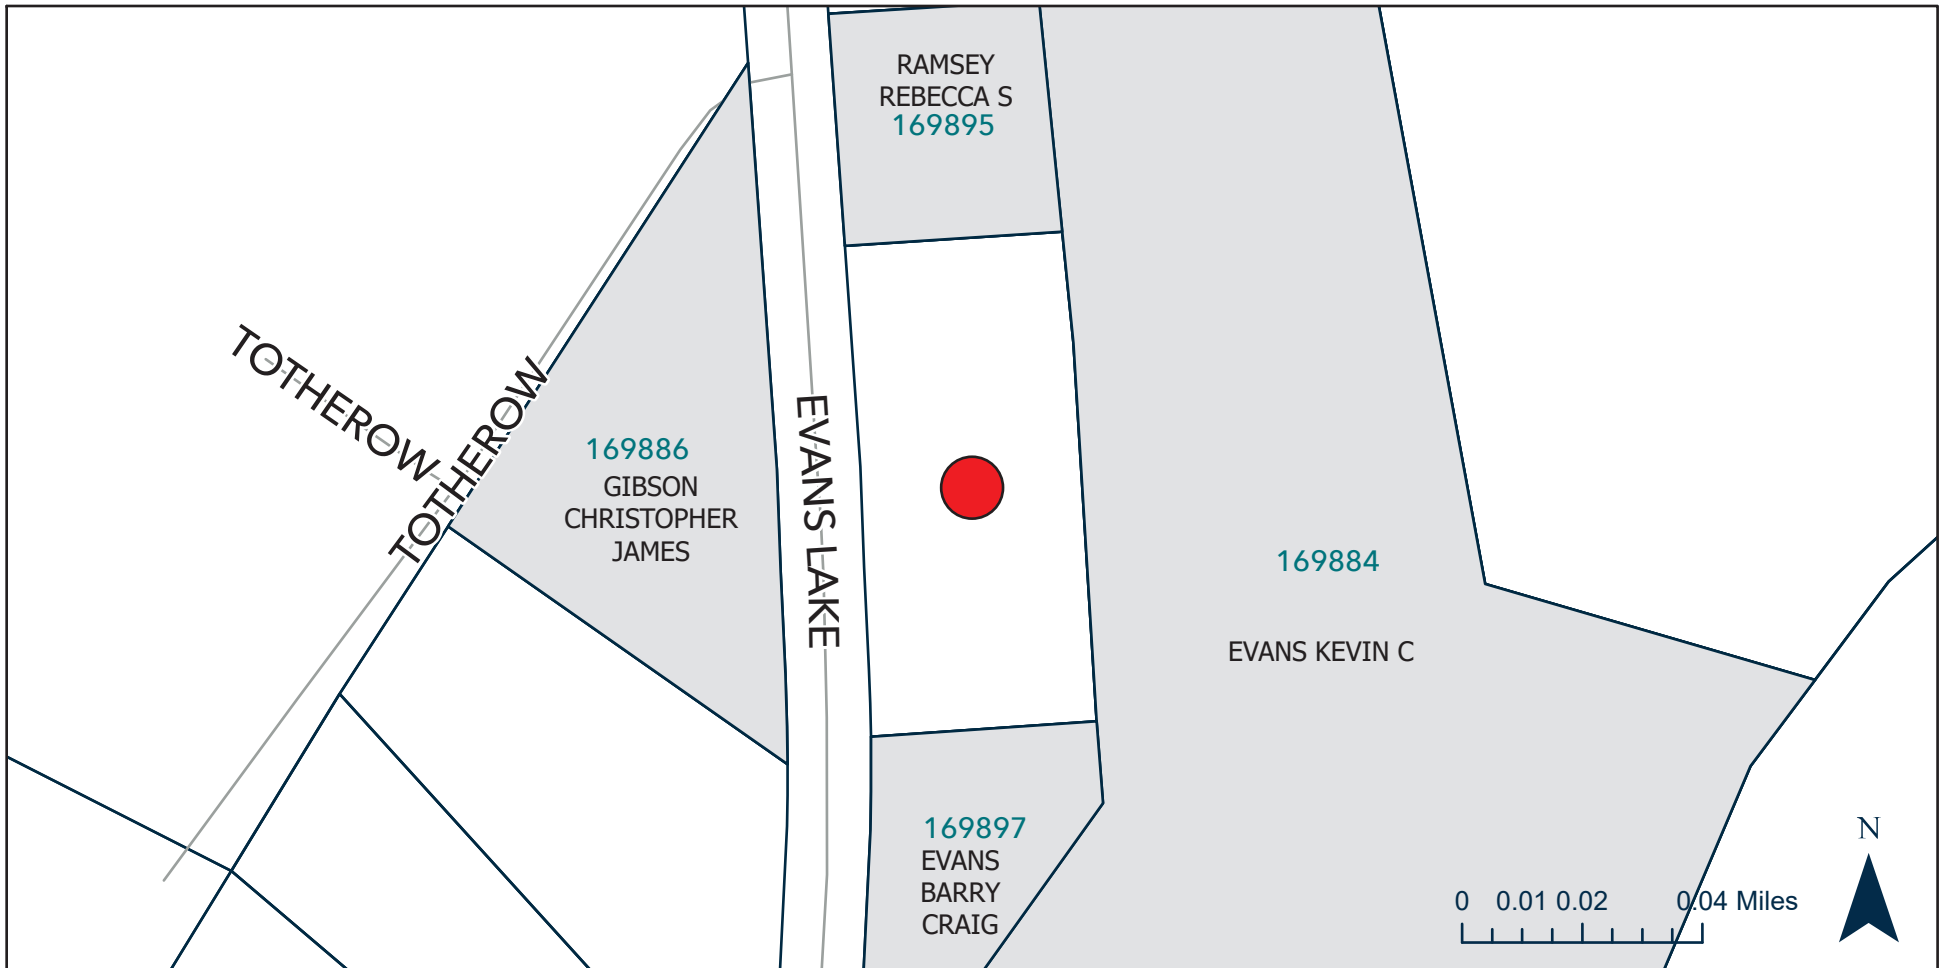 RAMSEY
REBECCA S
169895
TOTHEROW
TOTHEROW
169886
GIBSON
CHRISTOPHER
JAMES
EVANS LAKE
169884
EVANS KEVIN C
169897
EVANS
BARRY
CRAIG
N
0 0.01 0.02 0.04 Miles